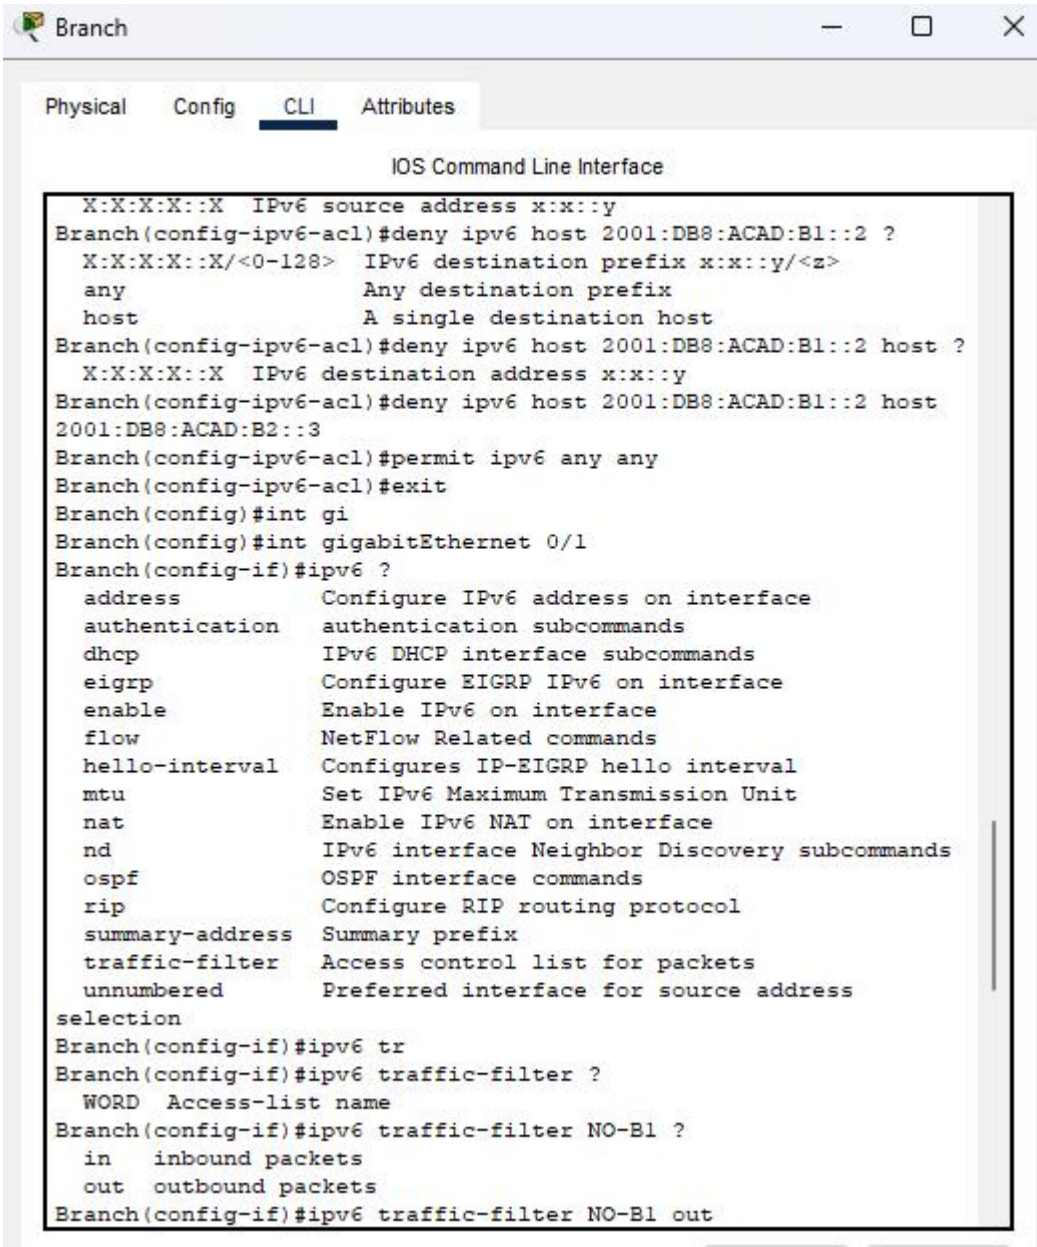 Branch
Physical Config CLI Attributes
IOS Command Line Interface
X:X:X:X::X IPv6 source address x:x::y
Branch(config-ipv6-acl)#deny ipv6 host 2001:DB8:ACAD:B1::2 ?
X:X:X:X::X/<0-128> IPv6 destination prefix x:x::y/<z>
any Any destination prefix
host A single destination host
Branch(config-ipv6-acl)#deny ipv6 host 2001:DB8:ACAD:B1::2 host ?
X:X:X:X::X IPv6 destination address x:x::y
Branch(config-ipv6-acl)#deny ipv6 host 2001:DB8:ACAD:B1::2 host
2001:DB8:ACAD:B2::3
Branch(config-ipv6-acl)#permit ipv6 any any
Branch(config-ipv6-acl)#exit
Branch(config)#int gi
Branch(config)#int gigabitEthernet 0/1
Branch(config-if)#ipv6 ?
address Configure IPv6 address on interface
authentication authentication subcommands
dhcp IPv6 DHCP interface subcommands
eigrp Configure EIGRP IPv6 on interface
enable Enable IPv6 on interface
flow NetFlow Related commands
hello-interval Configures IP-EIGRP hello interval
mtu Set IPv6 Maximum Transmission Unit
nat Enable IPv6 NAT on interface
nd IPv6 interface Neighbor Discovery subcommands
ospf OSPF interface commands
rip Configure RIP routing protocol
summary-address Summary prefix
traffic-filter Access control list for packets
unnumbered Preferred interface for source address
selection
Branch(config-if)#ipv6 tr
Branch(config-if)#ipv6 traffic-filter ?
WORD Access-list name
Branch(config-if)#ipv6 traffic-filter NO-B1 ?
in inbound packets
out outbound packets
Branch(config-if)#ipv6 traffic-filter NO-B1 out